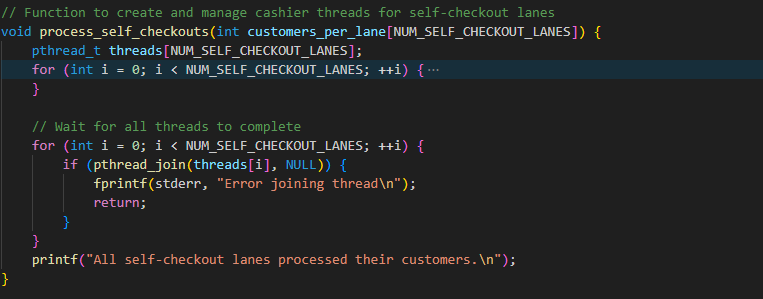 // Function to create and manage cashier threads for self-checkout lanes
void process_self_checkouts(int customers_per_lane[NUM_SELF_CHECKOUT_LANES]) {
    pthread_t threads[NUM_SELF_CHECKOUT_LANES];
    for (int i = 0; i < NUM_SELF_CHECKOUT_LANES; ++i) {⋯
    }

    // Wait for all threads to complete
    for (int i = 0; i < NUM_SELF_CHECKOUT_LANES; ++i) {
        if (pthread_join(threads[i], NULL)) {
            fprintf(stderr, "Error joining thread\n");
            return;
        }
    }
    printf("All self-checkout lanes processed their customers.\n");
}